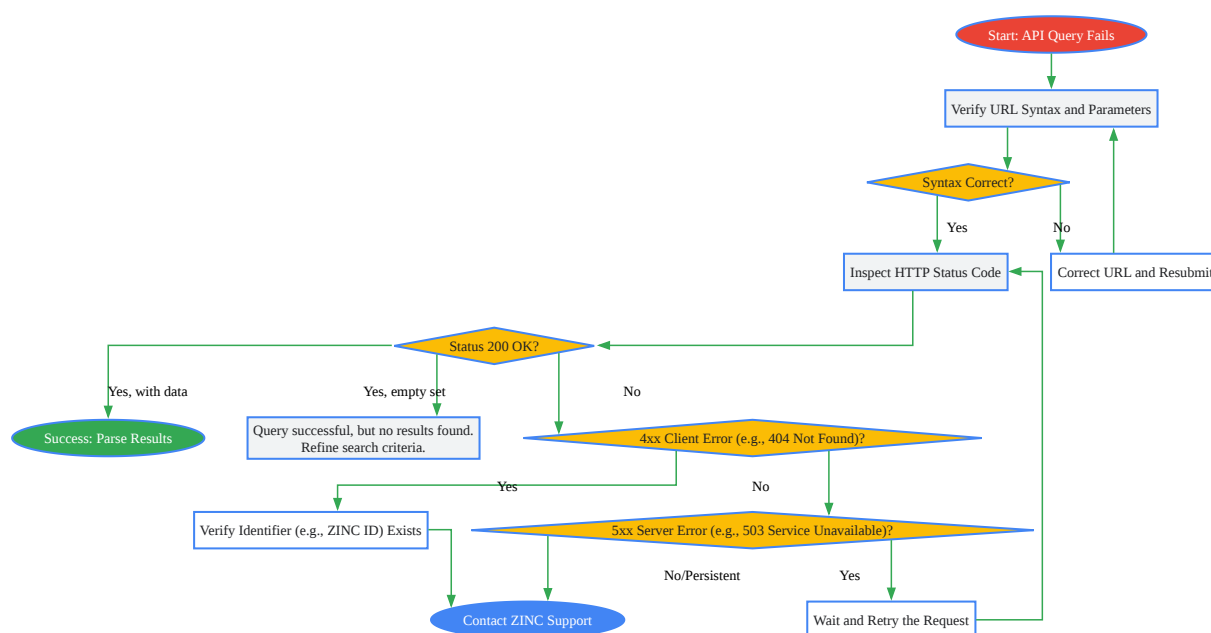 Start: API Query Fails
Verify URL Syntax and Parameters
Syntax Correct?
Yes
No
Inspect HTTP Status Code
Correct URL and Resubmit
Status 200 OK?
Yes, with data
Yes, empty set
No
Success: Parse Results
Query successful, but no results found.
Refine search criteria.
4xx Client Error (e.g., 404 Not Found)?
Yes
No
Verify Identifier (e.g., ZINC ID) Exists
5xx Server Error (e.g., 503 Service Unavailable)?
No/Persistent
Yes
Contact ZINC Support
Wait and Retry the Request